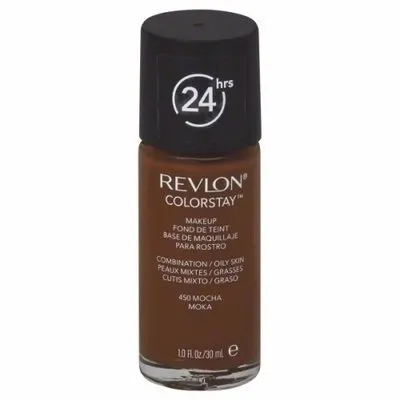 24 hrs
REVLON®
COLORSTAY™
MAKEUP
FOND DE TEINT
BASE DE MAQUILLAJE
PARA ROSTRO
COMBINATION / OILY SKIN
PEAUX MIXTES / GRASSES
CUTIS MIXTO / GRASO
450 MOCHA
MOKA
1.0 Fl.Oz/30 mL e